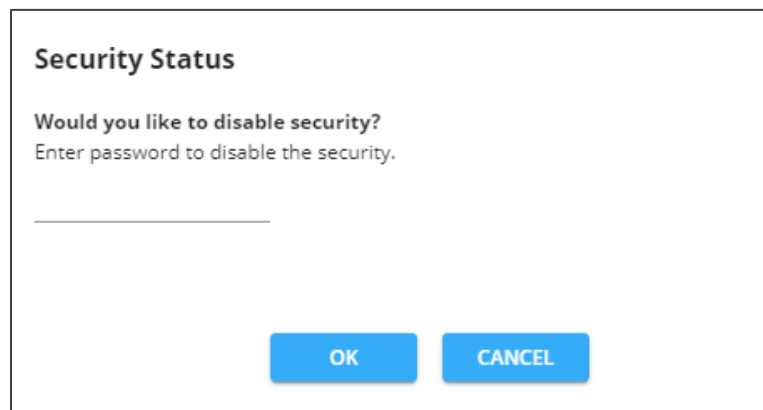 Security Status
Would you like to disable security?
Enter password to disable the security.
OK CANCEL